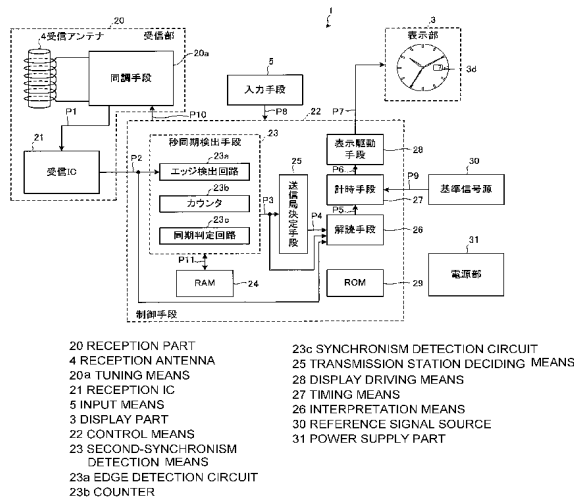 1
20
4 受信アンテナ
受信部
20a
同調手段
P1
P10
21
受信IC
P2
5
入力手段
P8
22
P7
3
表示部
3d
秒同期検出手段
23
23a
エッジ検出回路
23b
カウンタ
23c
同期判定回路
P3
25
送信局決定手段
P4
表示駆動手段
28
P6
計時手段
27
P9
30
基準信号源
P5
解読手段
26
P11
RAM
24
ROM
29
31
電源部
制御手段
20 RECEPTION PART
4 RECEPTION ANTENNA
20a TUNING MEANS
21 RECEPTION IC
5 INPUT MEANS
3 DISPLAY PART
22 CONTROL MEANS
23 SECOND-SYNCHRONISM
DETECTION MEANS
23a EDGE DETECTION CIRCUIT
23b COUNTER
23c SYNCHRONISM DETECTION CIRCUIT
25 TRANSMISSION STATION DECIDING MEANS
28 DISPLAY DRIVING MEANS
27 TIMING MEANS
26 INTERPRETATION MEANS
30 REFERENCE SIGNAL SOURCE
31 POWER SUPPLY PART